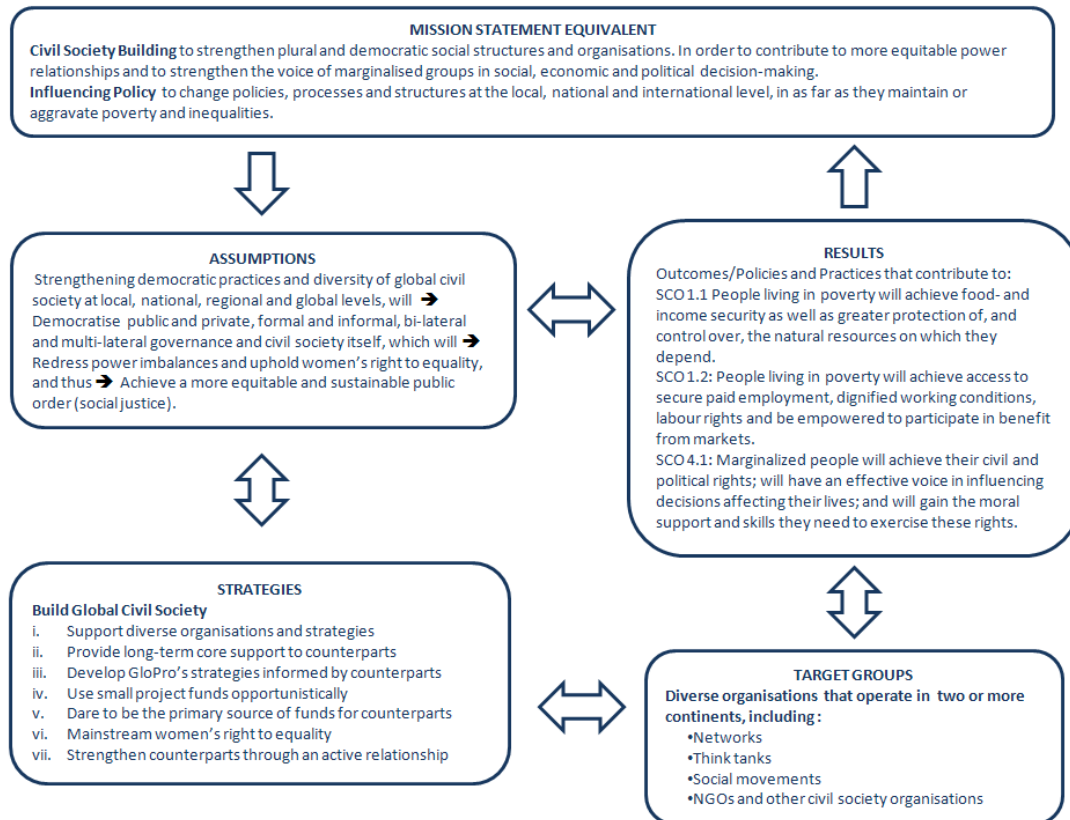 MISSION STATEMENT EQUIVALENT
Civil Society Building to strengthen plural and democratic social structures and organisations. In order to contribute to more equitable power
relationships and to strengthen the voice of marginalised groups in social, economic and political decision-making.
Influencing Policy to change policies, processes and structures at the local, national and international level, in as far as they maintain or
aggravate poverty and inequalities.
ASSUMPTIONS
Strengthening democratic practices and diversity of global civil
society at local, national, regional and global levels, will ➔
Democratise public and private, formal and informal, bi-lateral
and multi-lateral governance and civil society itself, which will ➔
Redress power imbalances and uphold women's right to equality,
and thus ➔ Achieve a more equitable and sustainable public
order (social justice).
RESULTS
Outcomes/Policies and Practices that contribute to:
SCO 1.1 People living in poverty will achieve food- and
income security as well as greater protection of, and
control over, the natural resources on which they
depend.
SCO 1.2: People living in poverty will achieve access to
secure paid employment, dignified working conditions,
labour rights and be empowered to participate in benefit
from markets.
SCO 4.1: Marginalized people will achieve their civil and
political rights; will have an effective voice in influencing
decisions affecting their lives; and will gain the moral
support and skills they need to exercise these rights.
STRATEGIES
Build Global Civil Society
i. Support diverse organisations and strategies
ii. Provide long-term core support to counterparts
iii. Develop GloPro's strategies informed by counterparts
iv. Use small project funds opportunistically
v. Dare to be the primary source of funds for counterparts
vi. Mainstream women's right to equality
vii. Strengthen counterparts through an active relationship
TARGET GROUPS
Diverse organisations that operate in two or more
continents, including :
•Networks
•Think tanks
•Social movements
•NGOs and other civil society organisations